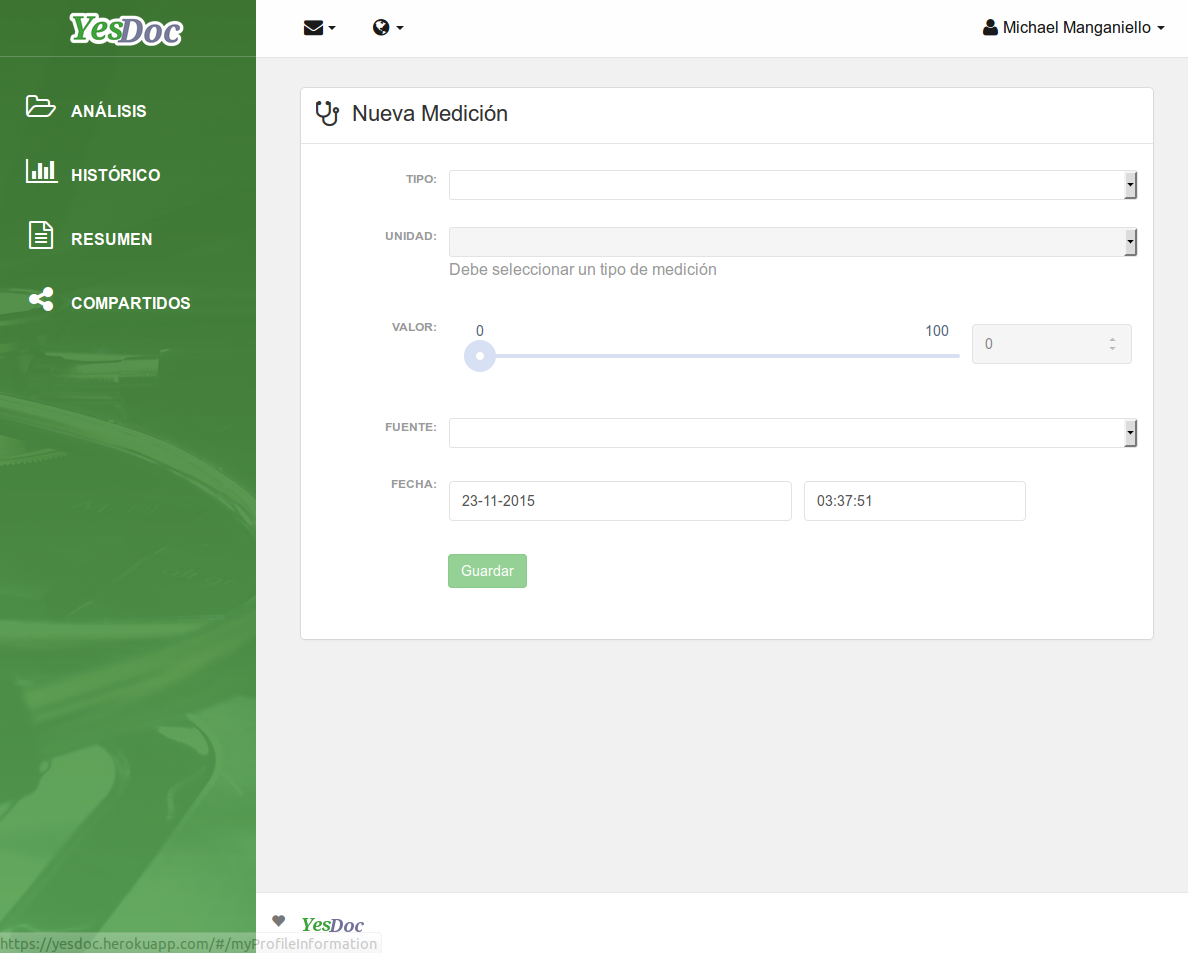 YesDoc
Michael Manganiello
ANÁLISIS
HISTÓRICO
RESUMEN
COMPARTIDOS
Nueva Medición
TIPO:
UNIDAD:
Debe seleccionar un tipo de medición
VALOR:
0
100
0
FUENTE:
FECHA:
23-11-2015
03:37:51
Guardar
YesDoc
https://yesdoc.herokuapp.com/#/myProfileInformation